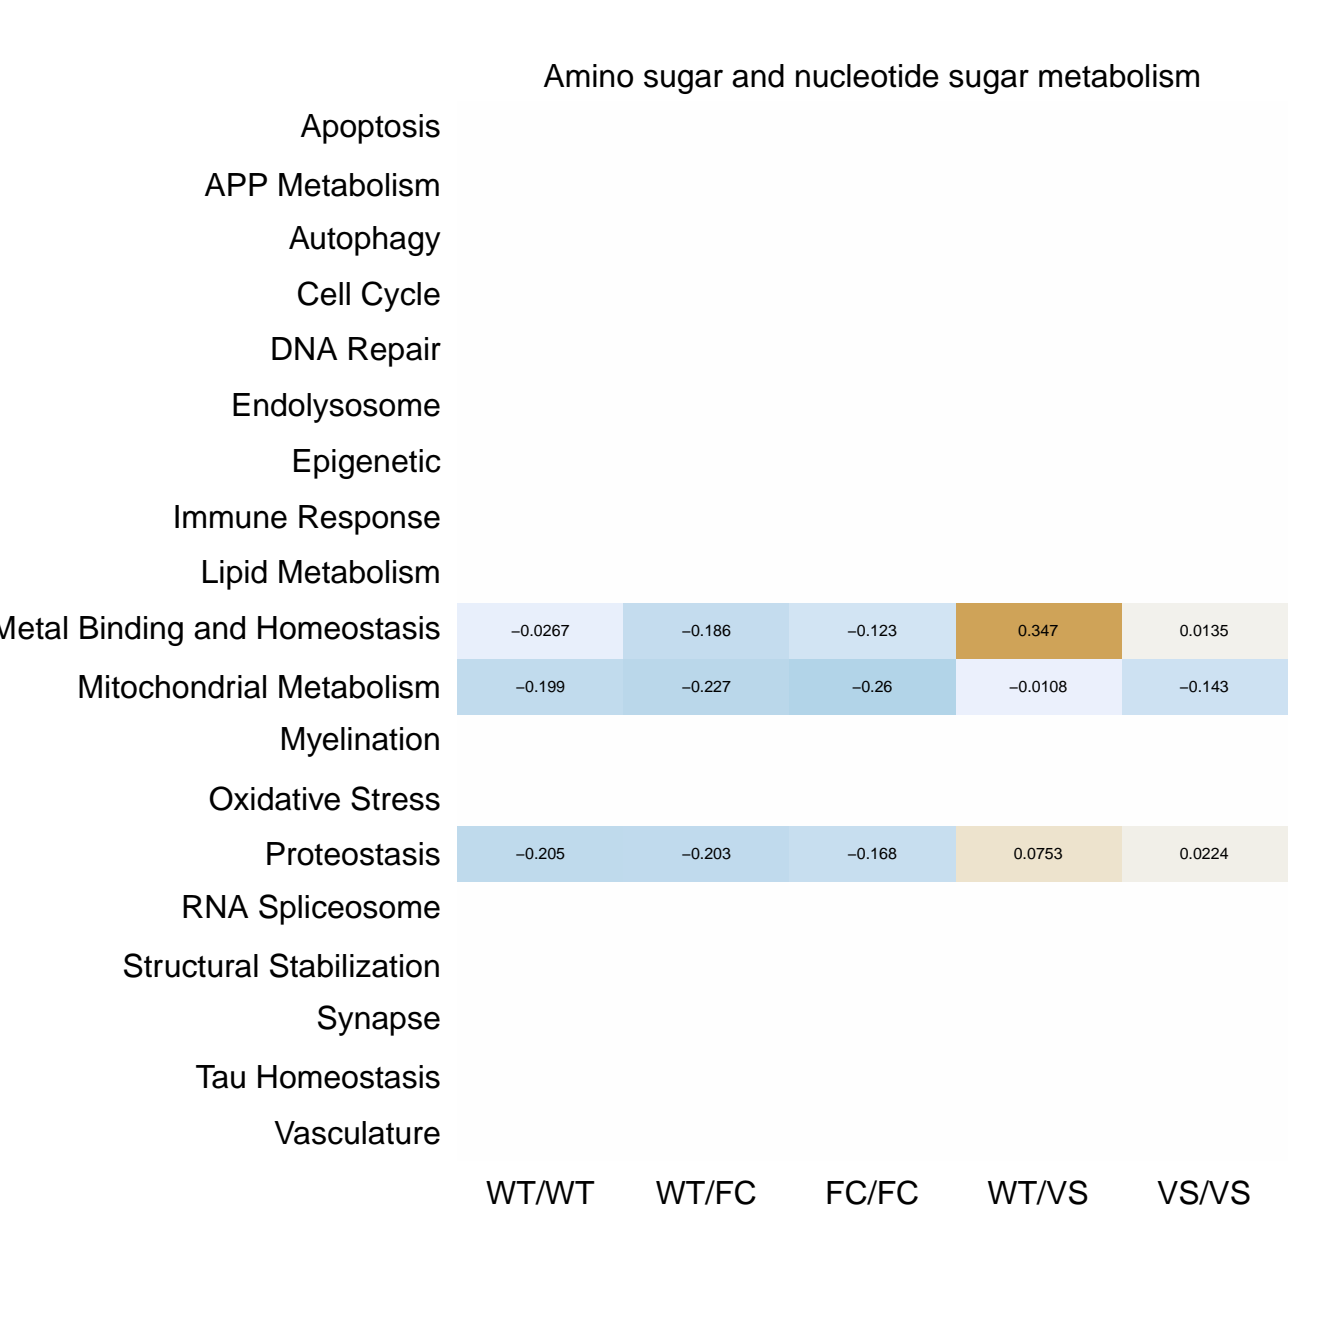 Amino sugar and nucleotide sugar metabolism
Apoptosis
APP Metabolism
Autophagy
Cell Cycle
DNA Repair
Endolysosome
Epigenetic
Immune Response
Lipid Metabolism
Metal Binding and Homeostasis −0.0267 −0.186 −0.123 0.347 0.0135
Mitochondrial Metabolism −0.199 −0.227 −0.26 −0.0108 −0.143
Myelination
Oxidative Stress
Proteostasis −0.205 −0.203 −0.168 0.0753 0.0224
RNA Spliceosome
Structural Stabilization
Synapse
Tau Homeostasis
Vasculature
WT/WT WT/FC FC/FC WT/VS VS/VS